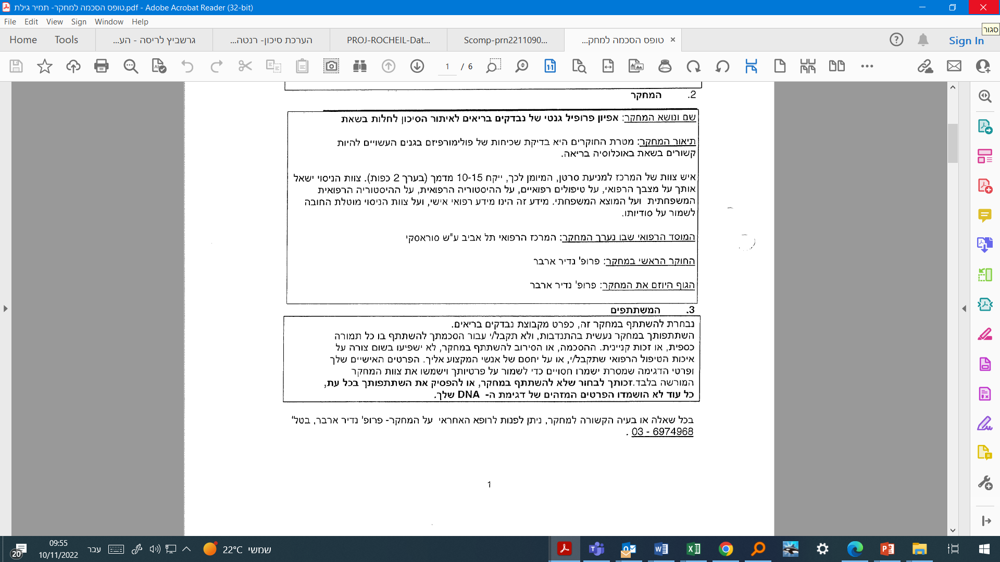 טופס הסכמה למחקר- תמיר גילת.pdf - Adobe Acrobat Reader (32-bit)
File Edit View Sign Window Help
סגור
Home Tools גרשביץ לריסה - הע... הערכת סיכון- רנטה... PROJ-ROCHEIL-Dat... Scomp-prn2211090... טופס הסכמה למחק... × Sign In
1 / 6
2. המחקר
שם ונושא המחקר: אפיון פרופיל גנטי של נבדקים בריאים לאיתור הסיכון לחלות בשאת
תיאור המחקר: מטרת החוקרים היא בדיקת שכיחות של פולימורפיזם בגנים העשויים להיות
קשורים בשאת באוכלוסיה בריאה.
איש צוות של המרכז למניעת סרטן, המיומן לכך, ייקח 10-15 מדמך (בערך 2 כפות). צוות הניסוי ישאל
אותך על מצבך הרפואי, על טיפולים רפואיים, על ההיסטוריה הרפואית, על ההיסטוריה הרפואית
המשפחתית ועל המוצא המשפחתי. מידע זה הינו מידע רפואי אישי, ועל צוות הניסוי מוטלת החובה
לשמור על סודיותו.
המוסד הרפואי שבו נערך המחקר: המרכז הרפואי תל אביב ע"ש סוראסקי
החוקר הראשי במחקר: פרופ' נדיר ארבר
הגוף היוזם את המחקר: פרופ' נדיר ארבר
3. המשתתפים
נבחרת להשתתף במחקר זה, כפרט מקבוצת נבדקים בריאים.
השתתפותך במחקר נעשית בהתנדבות, ולא תקבל/י עבור הסכמתך להשתתף בו כל תמורה
כספית, או זכות קניינית. ההסכמה, או הסירוב להשתתף במחקר, לא ישפיעו בשום צורה על
איכות הטיפול הרפואי שתקבל/י, או על יחסם של אנשי המקצוע אליך. הפרטים האישיים שלך
ופרטי הדגימה שמסרת ישמרו חסויים כדי לשמור על פרטיותך וישמשו את צוות המחקר
המורשה בלבד.זכותך לבחור שלא להשתתף במחקר, או להפסיק את השתתפותך בכל עת,
כל עוד לא הושמדו הפרטים המזהים של דגימת ה- DNA שלך.
בכל שאלה או בעיה הקשורה למחקר, ניתן לפנות לרופא האחראי על המחקר- פרופ' נדיר ארבר, בטל'
03 - 6974968 .
1
20 09:55 עבר 22°C שמשי
10/11/2022